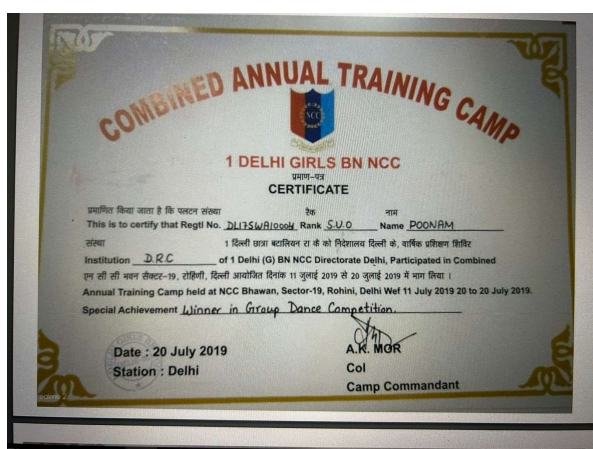 COMBINED ANNUAL TRAINING CAMP
NCC
1 DELHI GIRLS BN NCC
प्रमाण-पत्र
CERTIFICATE
प्रमाणित किया जाता है कि पलटन संख्या रैंक नाम
This is to certify that Regtl No. DL17SWA10004 Rank S.U.O Name POONAM
संस्था 1 दिल्ली छात्रा बटालियन रा के को निदेशालय दिल्ली के, वार्षिक प्रशिक्षण शिविर
Institution D.R.C of 1 Delhi (G) BN NCC Directorate Delhi, Participated in Combined
एन सी सी भवन सैक्टर-19, रोहिणी, दिल्ली आयोजित दिनांक 11 जुलाई 2019 से 20 जुलाई 2019 में भाग लिया ।
Annual Training Camp held at NCC Bhawan, Sector-19, Rohini, Delhi Wef 11 July 2019 20 to 20 July 2019.
Special Achievement Winner in Group Dance Competition.
Date : 20 July 2019
Station : Delhi
A.K. MOR
Col
Camp Commandant